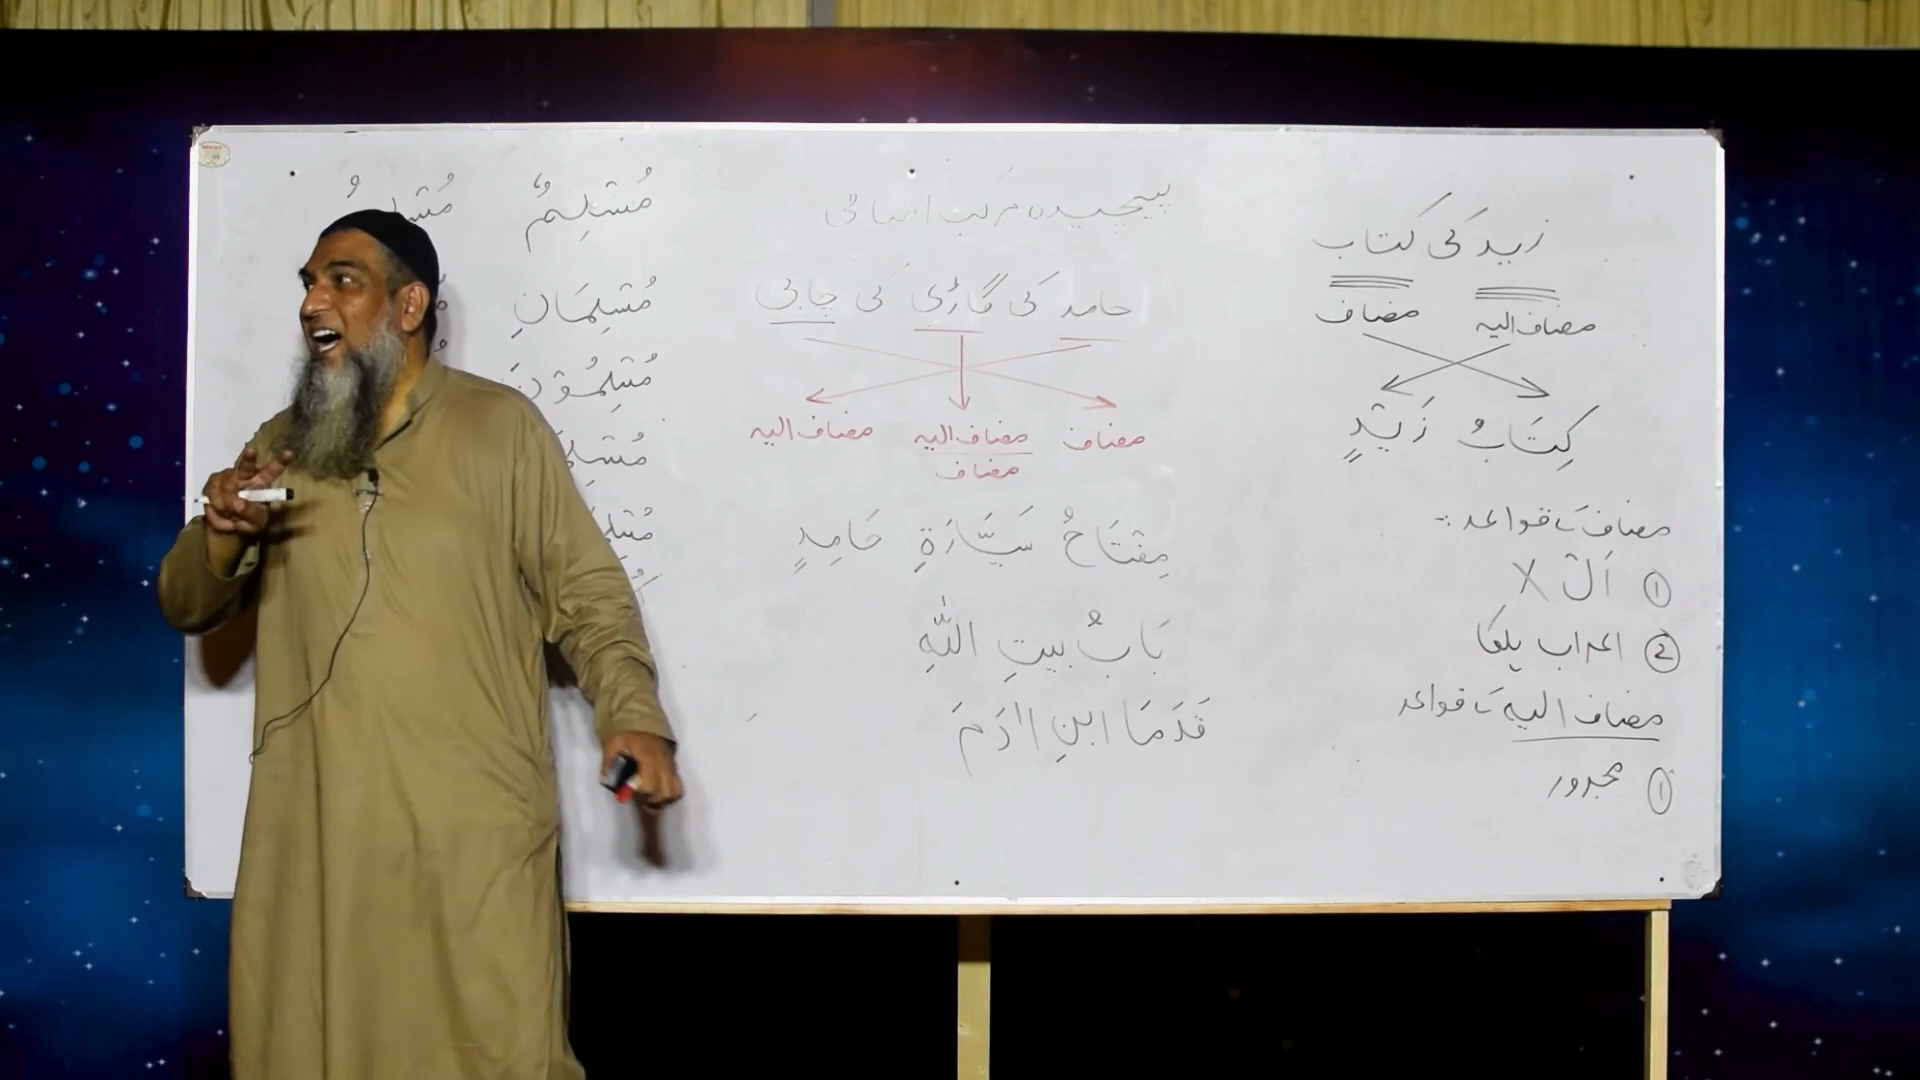 زید کی کتاب
مضاف الیہ مضاف
كِتَابُ زَيْدٍ
مضاف کے قواعد :-
① اَلْ X
② اعراب ہلکا
مضاف الیہ کے قواعد
① مجرور
پیچیدہ مرکب اضافی
حامد کی گاڑی کی چابی
مضاف مضاف الیہ مضاف الیہ
مضاف
مِفْتَاحُ سَيَّارَةِ حَامِدٍ
بَابُ بيتِ اللّٰهِ
قَدَمَا ابنِ اٰدَمَ
مُسْلِمٌ
مُسْلِمَانِ
مُسْلِمُوْنَ